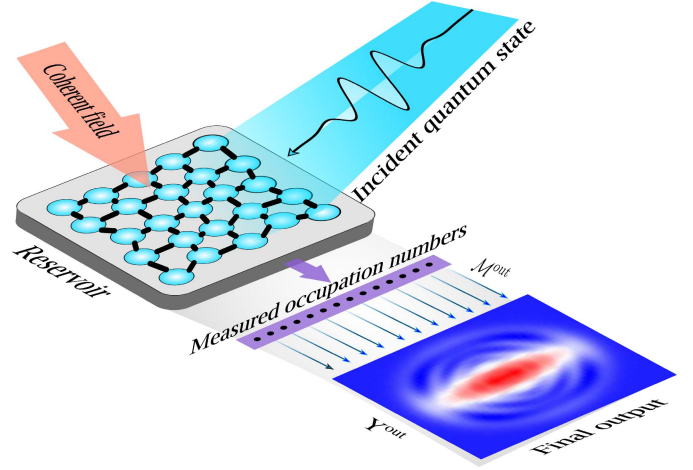 Coherent field
Incident quantum state
Reservoir
Measured occupation numbers
Mout
Yout
Final output